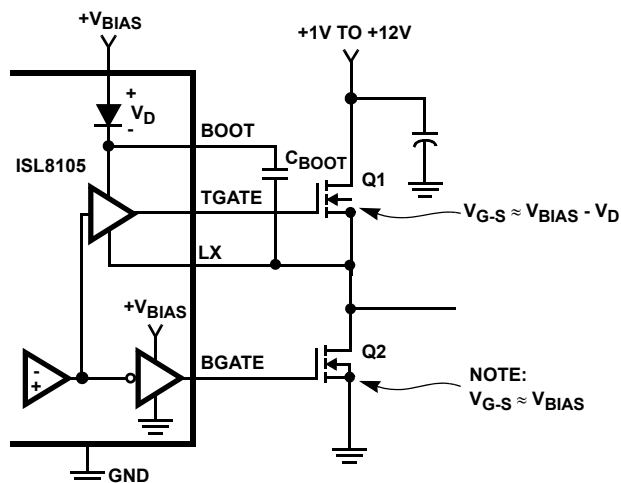 +VBIAS
+1V TO +12V
+
VD
-
BOOT
ISL8105
CBOOT
Q1
TGATE
VG-S ≈ VBIAS - VD
LX
+VBIAS
Q2
BGATE
-
+
NOTE:
VG-S ≈ VBIAS
GND